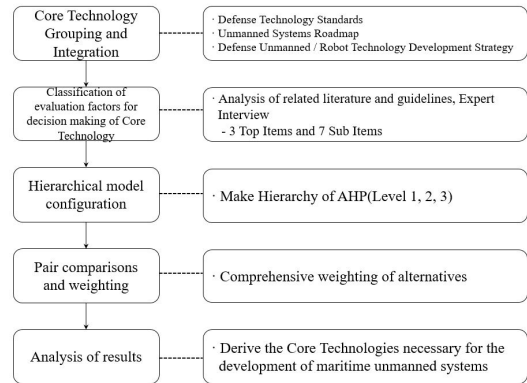 Core Technology
Grouping and
Integration
· Defense Technology Standards
· Unmanned Systems Roadmap
· Defense Unmanned / Robot Technology Development Strategy
Classification of
evaluation factors for
decision making of Core
Technology
· Analysis of related literature and guidelines, Expert
Interview
- 3 Top Items and 7 Sub Items
Hierarchical model
configuration
· Make Hierarchy of AHP(Level 1, 2, 3)
Pair comparisons
and weighting
· Comprehensive weighting of alternatives
Analysis of results
· Derive the Core Technologies necessary for the
development of maritime unmanned systems